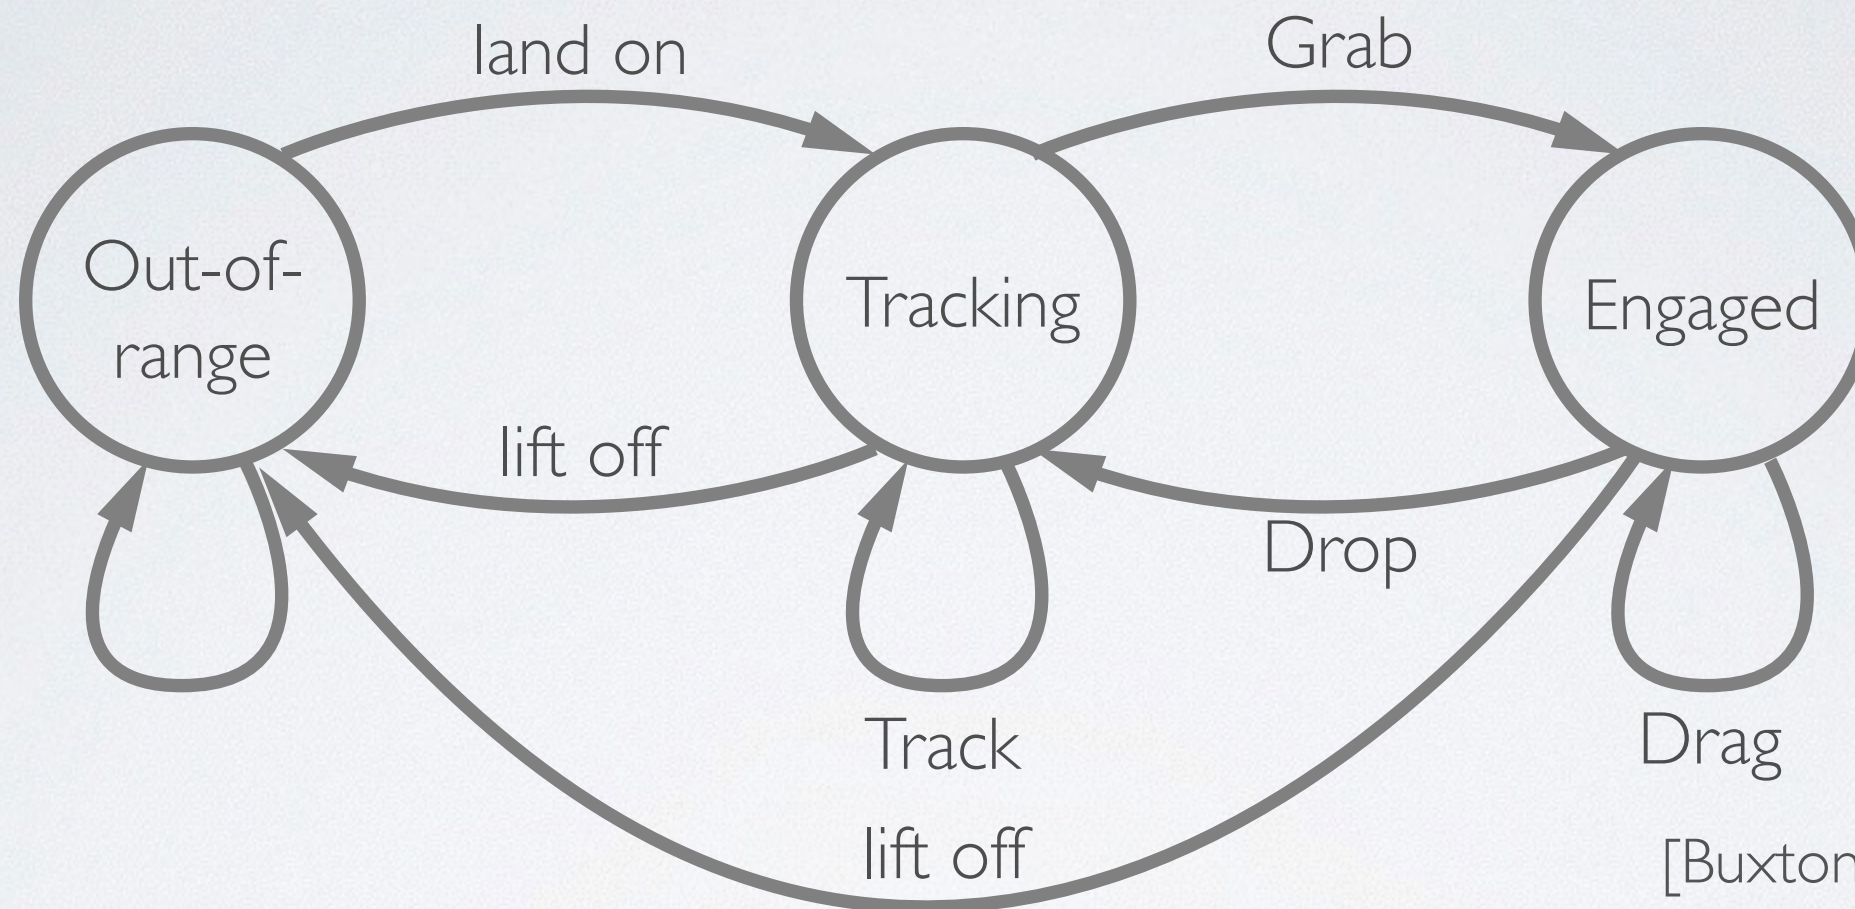 land on
Grab
Out-of-
range
Tracking
Engaged
lift off
Drop
Track
Drag
lift off
[Buxton